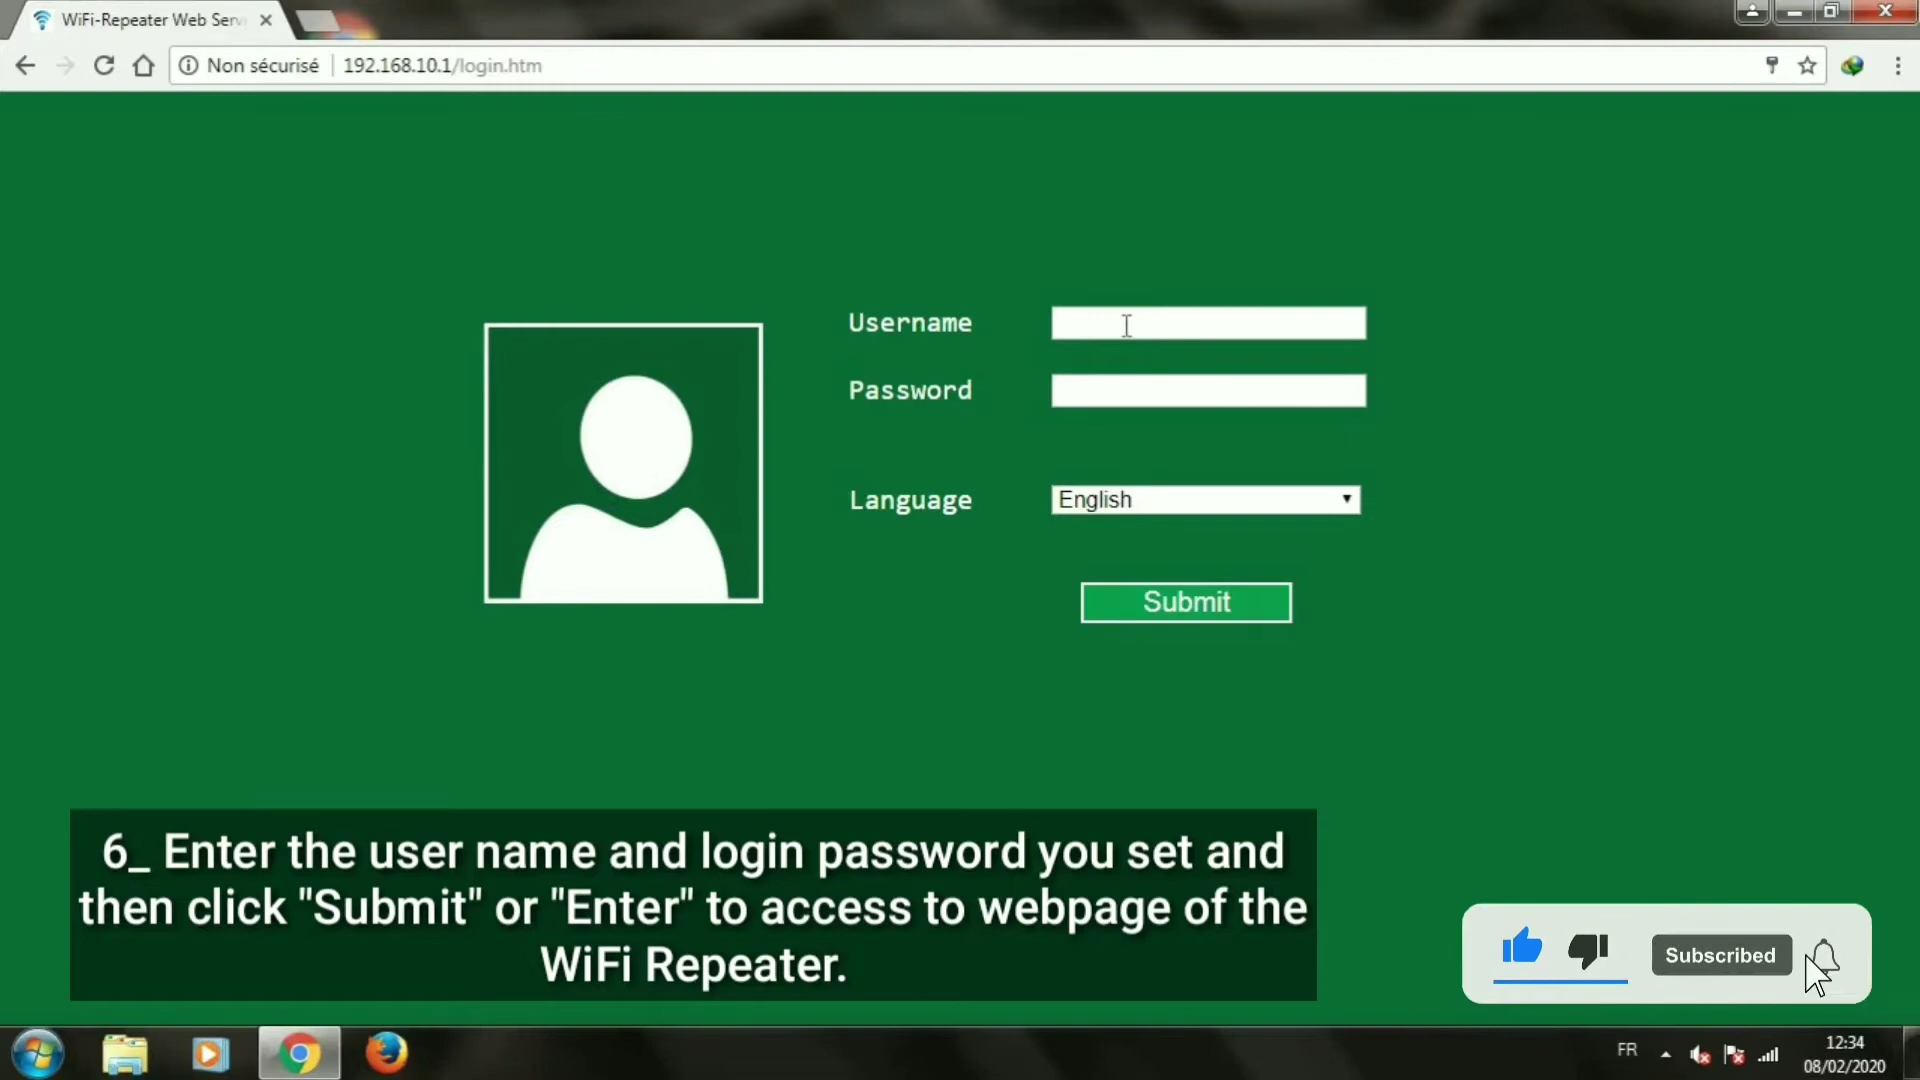 WiFi-Repeater Web Serv
Non sécurisé 192.168.10.1/login.htm
Username
Password
Language English
Submit
6_ Enter the user name and login password you set and
then click "Submit" or "Enter" to access to webpage of the
WiFi Repeater.
Subscribed
FR
12:34
08/02/2020